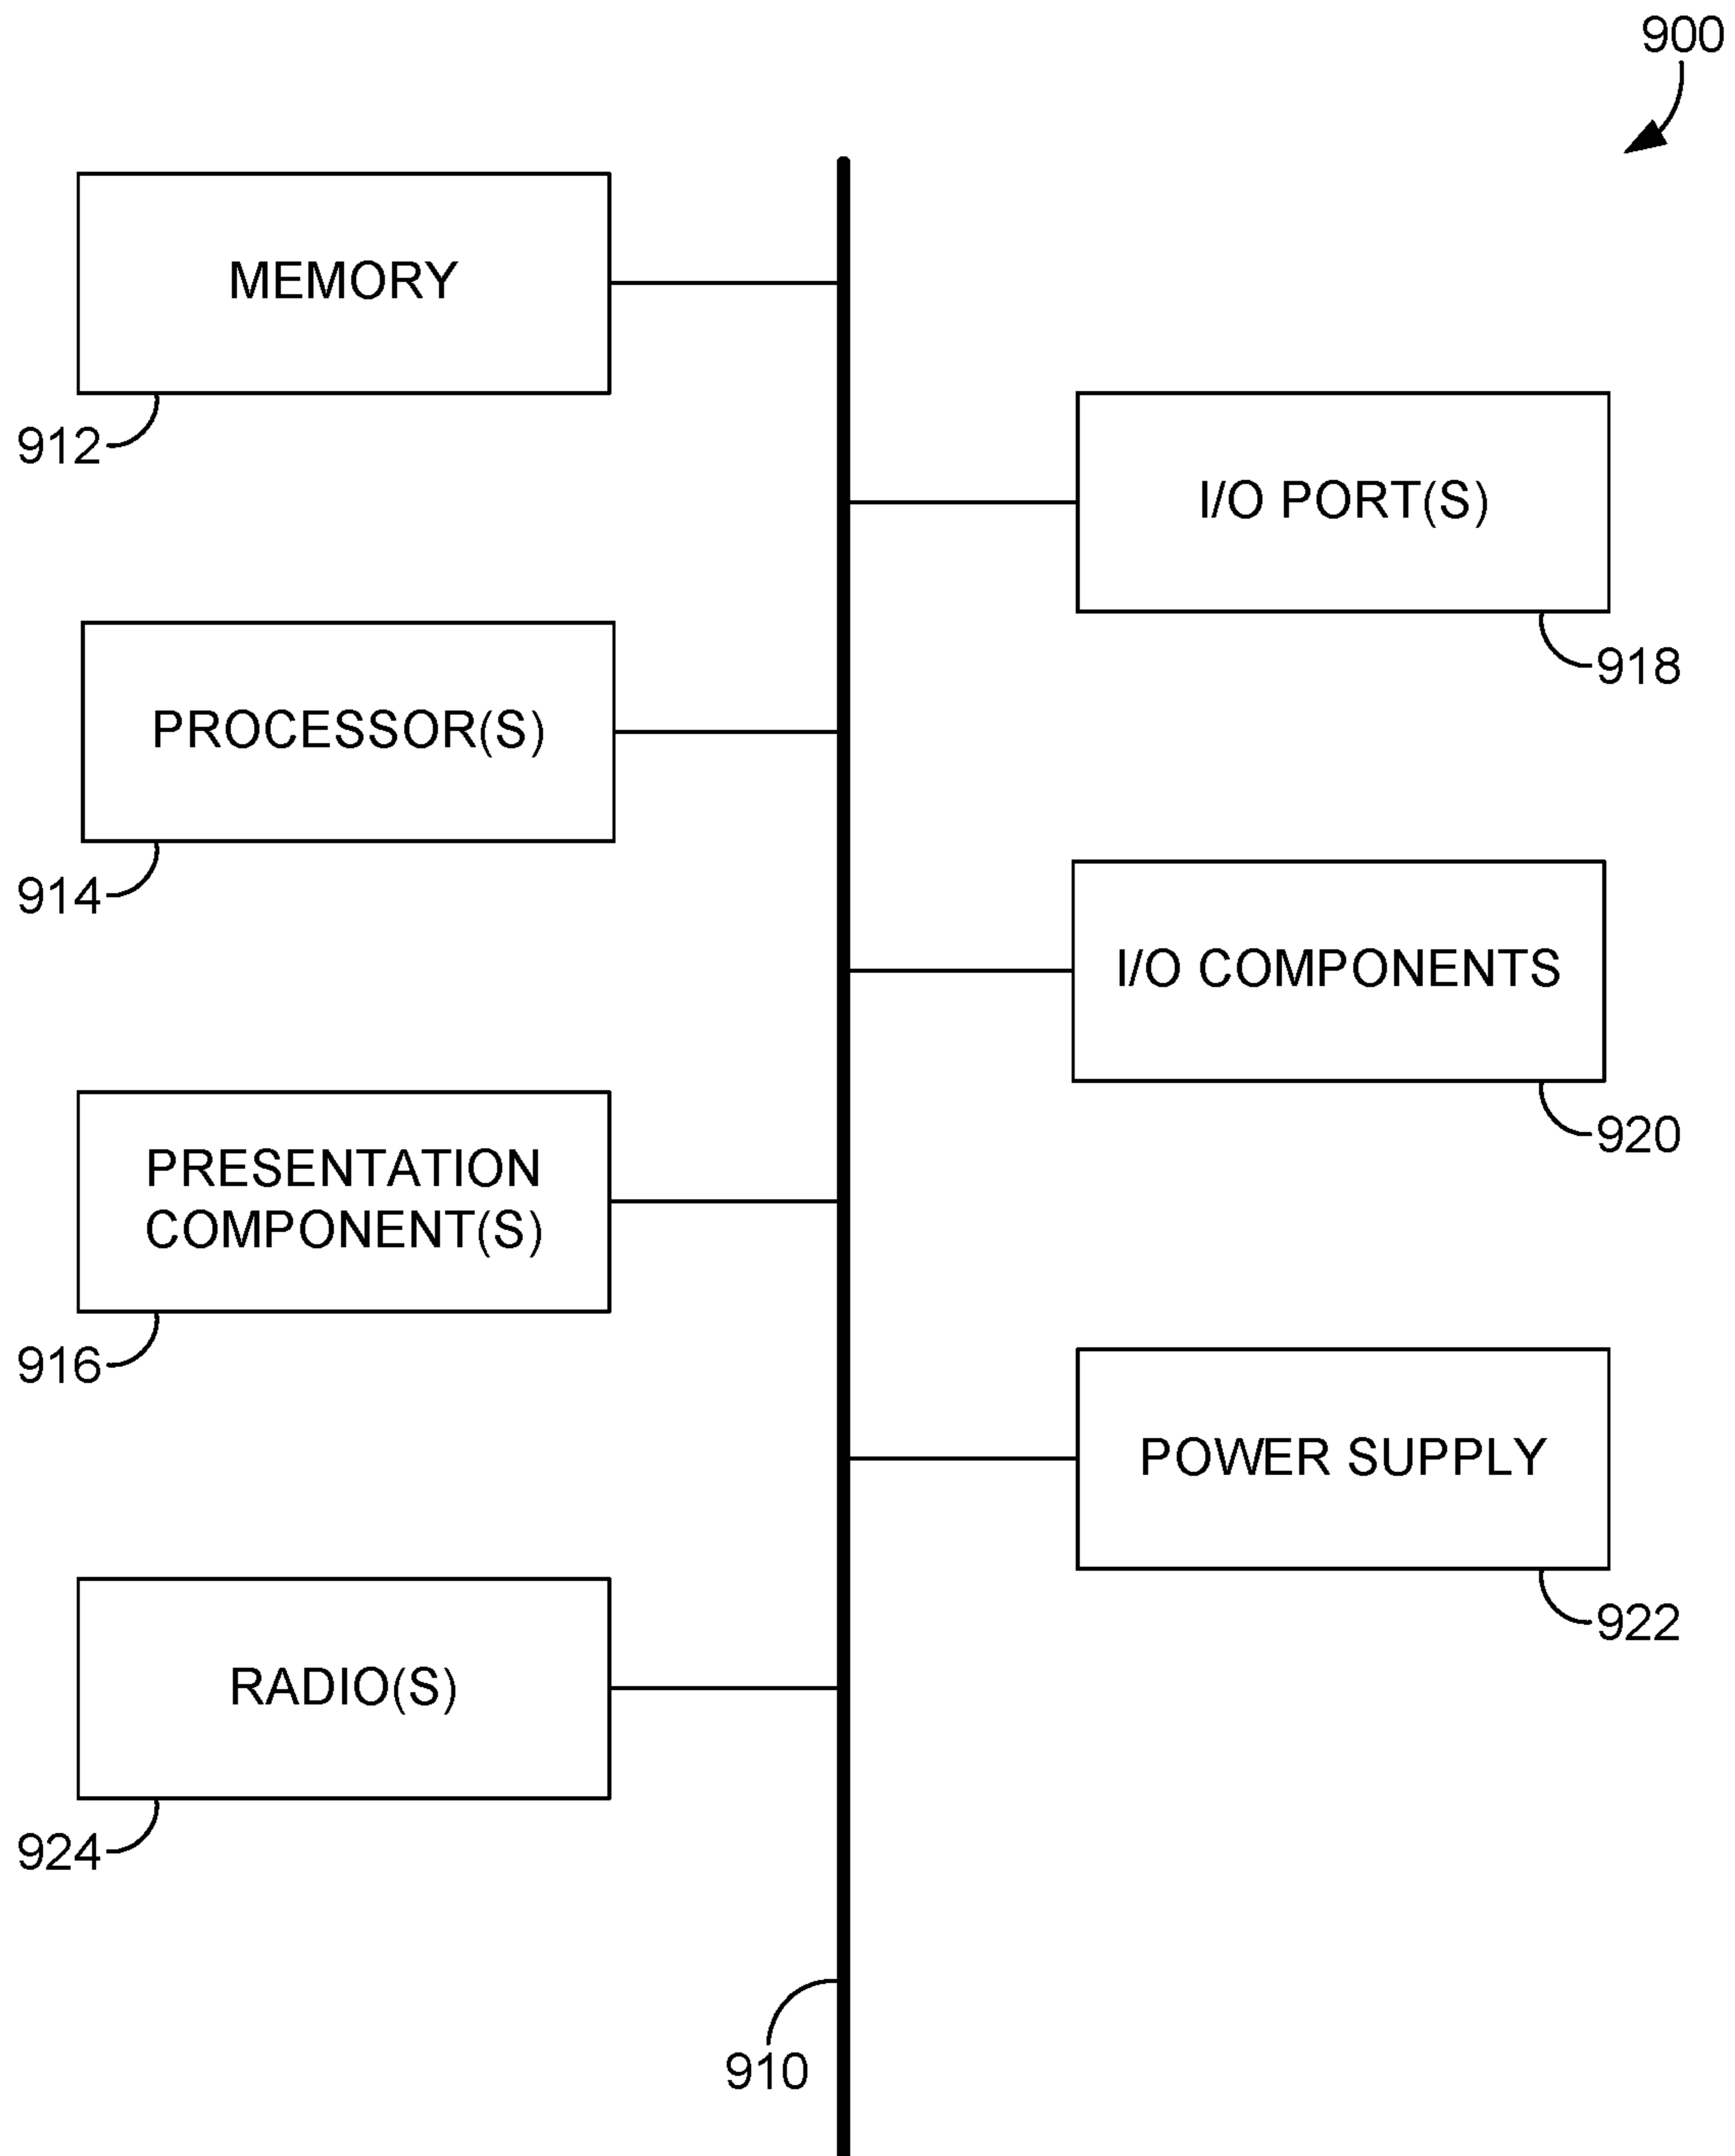 900
MEMORY
912
I/O PORT(S)
918
PROCESSOR(S)
914
I/O COMPONENTS
920
PRESENTATION
COMPONENT(S)
916
POWER SUPPLY
922
RADIO(S)
924
910